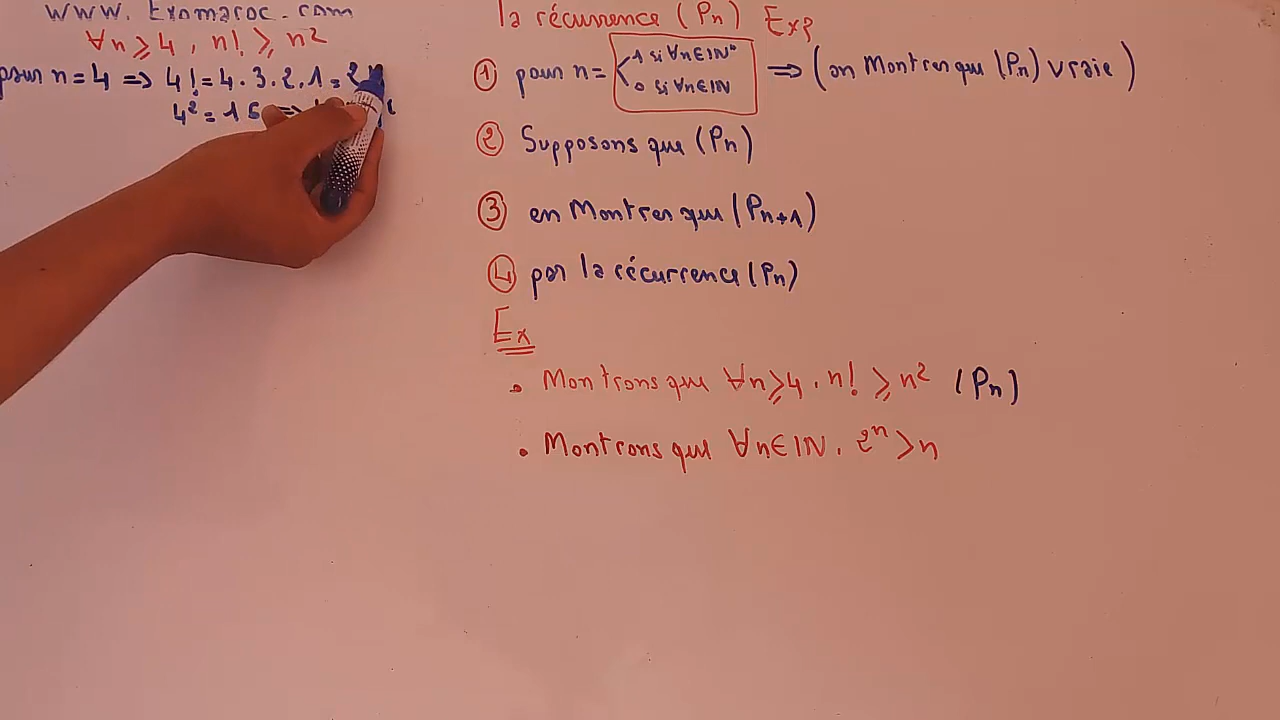 www. Exomaroc. com
∀n ⩾ 4 , n! ⩾ n²
pour n = 4 => 4! = 4 . 3 . 2 . 1 = 24
4² = 16 =>
la récurrence (Pn) Exp
① pour n = 1 si ∀n∈IN* => (on Montrer que (Pn) vraie)
0 si ∀n∈IN
② Supposons que (Pn)
③ en Montrer que (Pn+1)
④ par la récurrence (Pn)
Ex
• Montrons que ∀n⩾4 . n! ⩾ n² (Pn)
• Montrons que ∀n∈IN . 2ⁿ > n